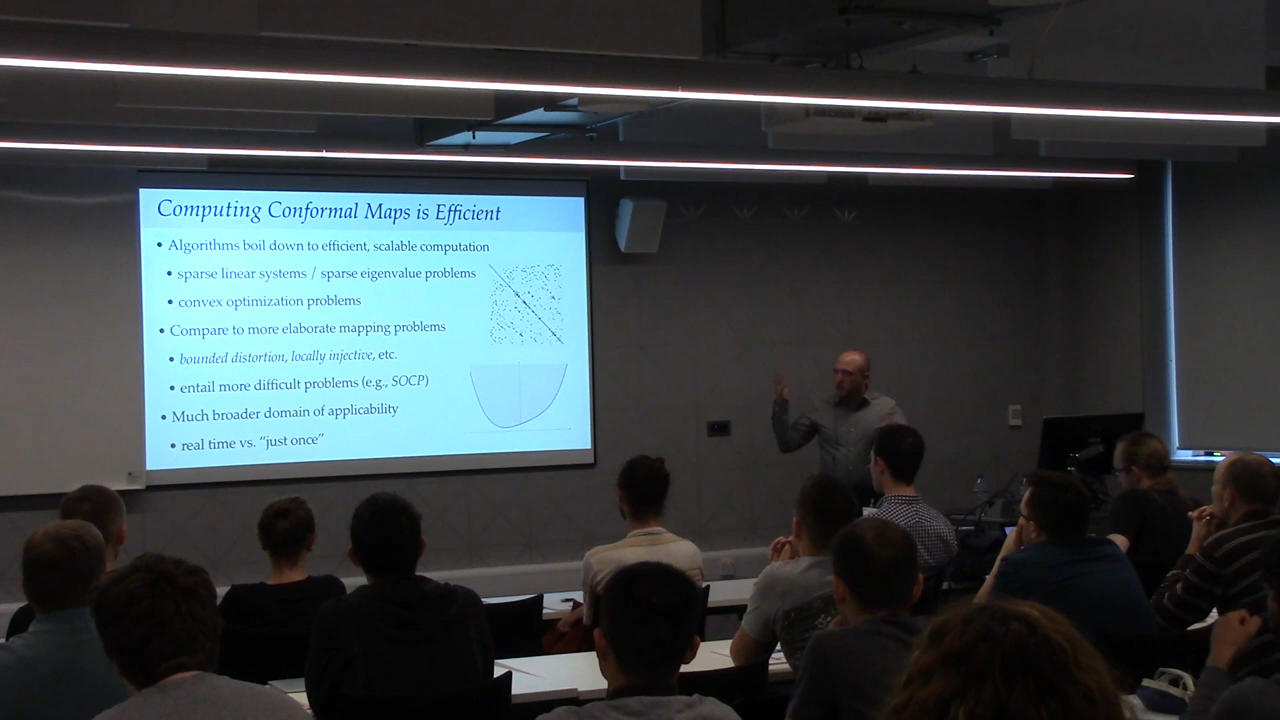 Computing Conformal Maps is Efficient
• Algorithms boil down to efficient, scalable computation
• sparse linear systems / sparse eigenvalue problems
• convex optimization problems
• Compare to more elaborate mapping problems
• bounded distortion, locally injective, etc.
• entail more difficult problems (e.g., SOCP)
• Much broader domain of applicability
• real time vs. “just once”